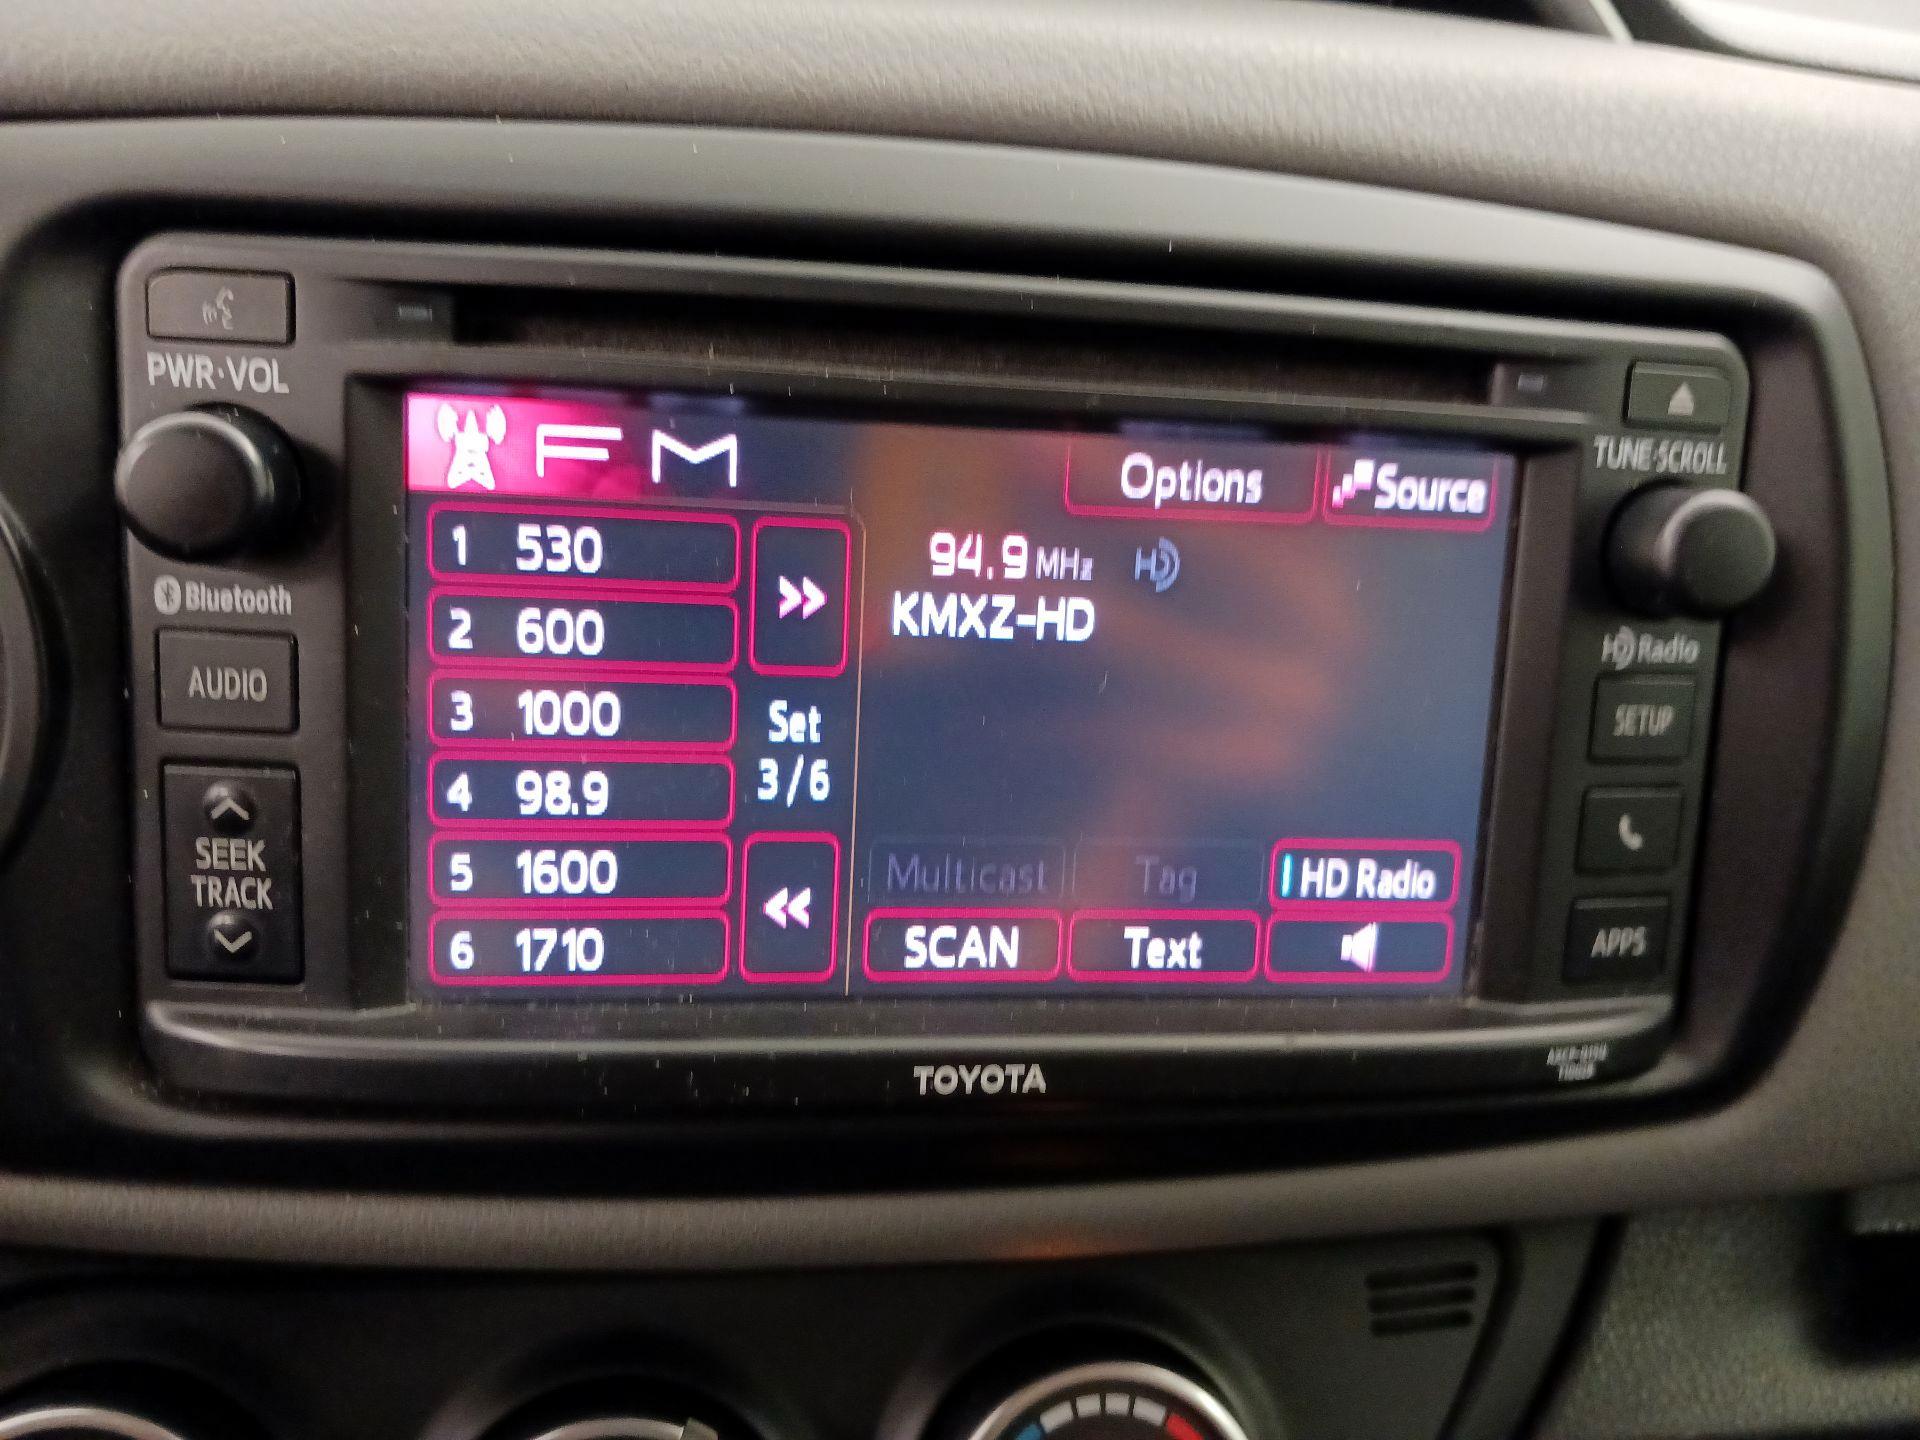 PWR·VOL
Bluetooth
AUDIO
SEEK
TRACK
FM
Options
Source
1 530
2 600
3 1000
4 98.9
5 1600
6 1710
>>
Set
3/6
<<
94.9 MHz HD
KMXZ-HD
Multicast
Tag
HD Radio
SCAN
Text
TUNE·SCROLL
HD Radio
SETUP
APPS
TOYOTA